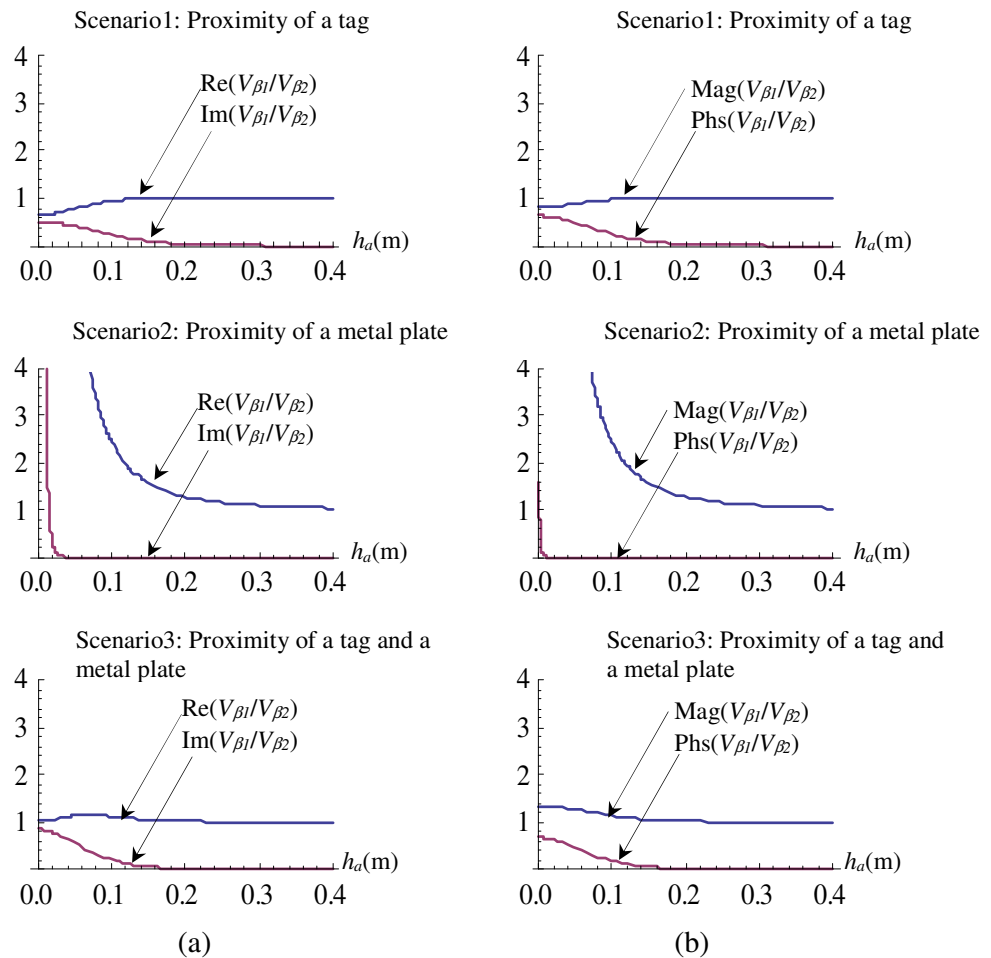 Scenario1: Proximity of a tag
4
3
2
1
Re(Vβ1/Vβ2)
Im(Vβ1/Vβ2)
ha(m)
0.0 0.1 0.2 0.3 0.4
Scenario1: Proximity of a tag
4
3
2
1
Mag(Vβ1/Vβ2)
Phs(Vβ1/Vβ2)
ha(m)
0.0 0.1 0.2 0.3 0.4
Scenario2: Proximity of a metal plate
4
3
2
1
Re(Vβ1/Vβ2)
Im(Vβ1/Vβ2)
ha(m)
0.0 0.1 0.2 0.3 0.4
Scenario2: Proximity of a metal plate
4
3
2
1
Mag(Vβ1/Vβ2)
Phs(Vβ1/Vβ2)
ha(m)
0.0 0.1 0.2 0.3 0.4
Scenario3: Proximity of a tag and a
metal plate
4
3
2
1
Re(Vβ1/Vβ2)
Im(Vβ1/Vβ2)
ha(m)
0.0 0.1 0.2 0.3 0.4
Scenario3: Proximity of a tag and
a metal plate
4
3
2
1
Mag(Vβ1/Vβ2)
Phs(Vβ1/Vβ2)
ha(m)
0.0 0.1 0.2 0.3 0.4
(a)
(b)